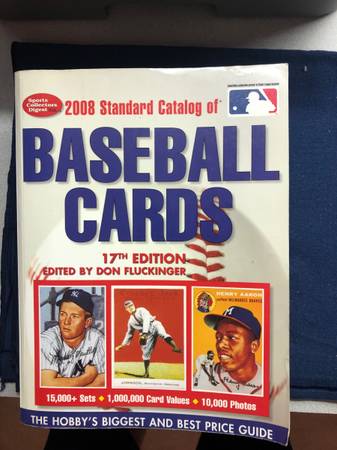 Sports
Collectors
Digest
2008 Standard Catalog of®
BASEBALL
CARDS
17TH EDITION
EDITED BY DON FLUCKINGER
HENRY AARON
15,000+ Sets ◆ 1,000,000 Card Values ◆ 10,000 Photos
THE HOBBY'S BIGGEST AND BEST PRICE GUIDE